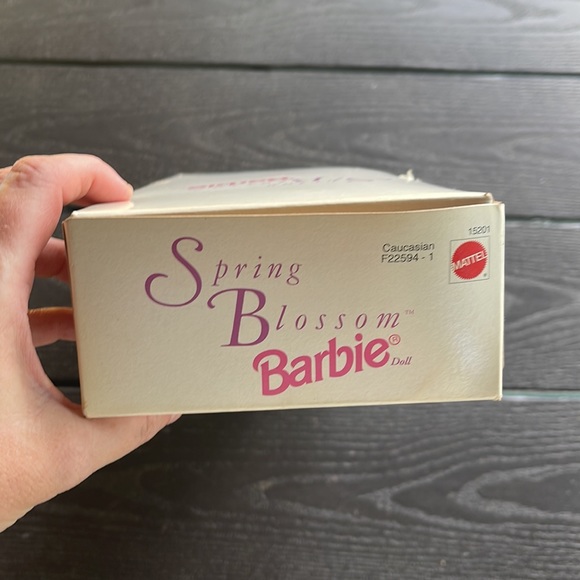 15201
Caucasian
F22594 - 1
MATTEL
Spring
Blossom™
Barbie®
Doll